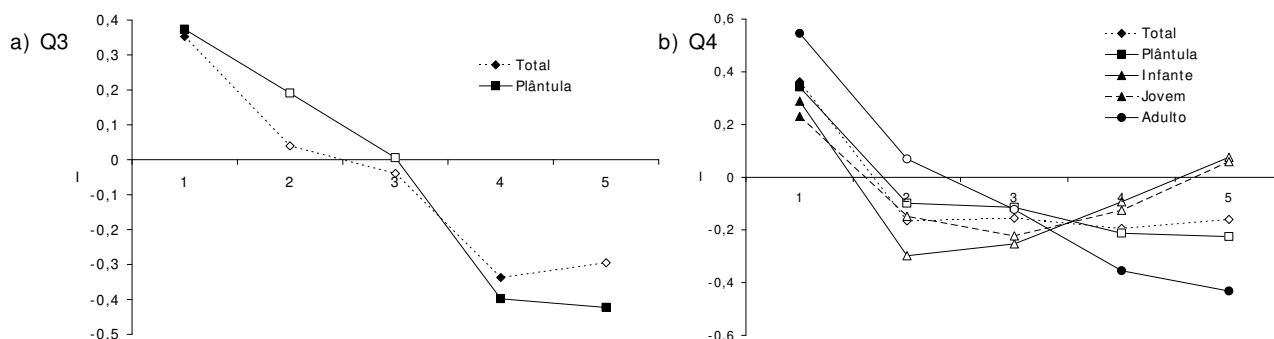 a) Q3
0,4
0,3
0,2
0,1
0
-0,1
-0,2
-0,3
-0,4
-0,5
I
1 2 3 4 5
Total
Plântula
b) Q4
0,6
0,4
0,2
0
-0,2
-0,4
-0,6
I
1 2 3 4 5
Total
Plântula
Infante
Jovem
Adulto